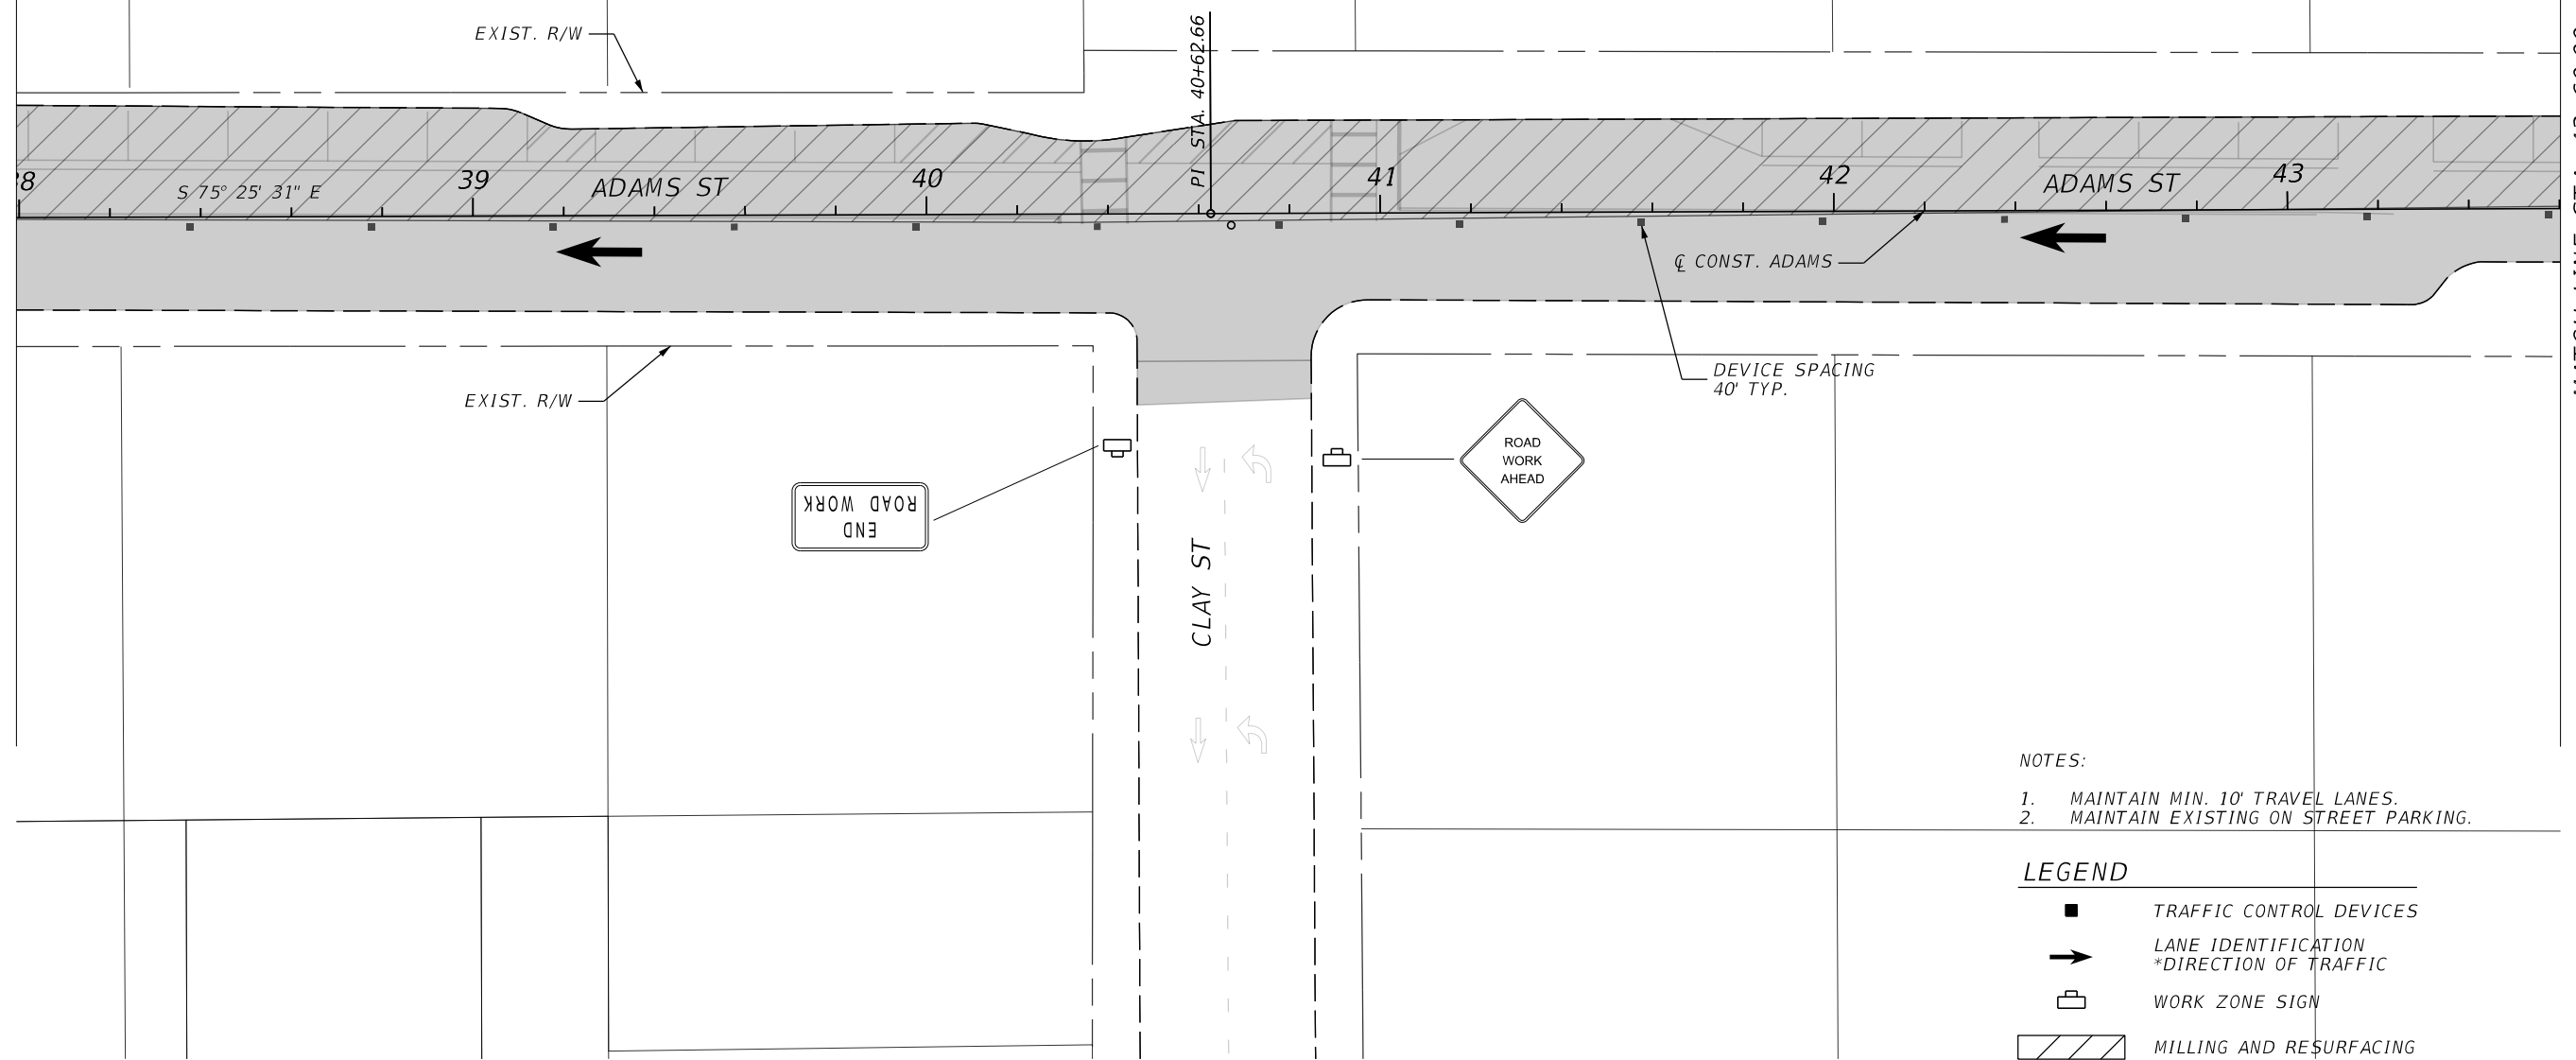 EXIST. R/W
PI STA. 40+62.66
39
40
41
42
43
S 75° 25' 31" E
ADAMS ST
ADAMS ST
℄ CONST. ADAMS
EXIST. R/W
DEVICE SPACING
40' TYP.
ROAD
WORK
AHEAD
END
ROAD WORK
CLAY ST
NOTES:
1. MAINTAIN MIN. 10' TRAVEL LANES.
2. MAINTAIN EXISTING ON STREET PARKING.
LEGEND
TRAFFIC CONTROL DEVICES
LANE IDENTIFICATION
*DIRECTION OF TRAFFIC
WORK ZONE SIGN
MILLING AND RESURFACING